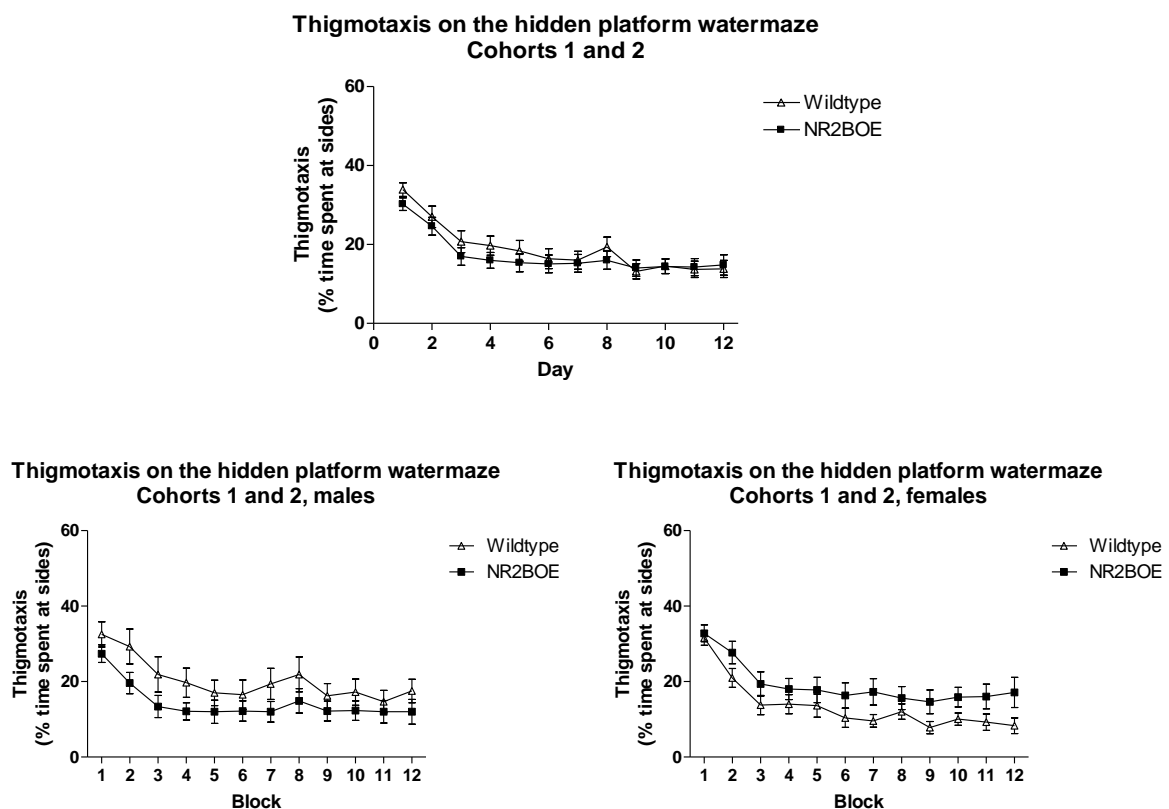 Thigmotaxis on the hidden platform watermaze
Cohorts 1 and 2
Thigmotaxis
(% time spent at sides)
60
40
20
0
0 2 4 6 8 10 12
Day
Wildtype
NR2BOE
Thigmotaxis on the hidden platform watermaze
Cohorts 1 and 2, males
Thigmotaxis
(% time spent at sides)
60
40
20
0
1 2 3 4 5 6 7 8 9 10 11 12
Block
Wildtype
NR2BOE
Thigmotaxis on the hidden platform watermaze
Cohorts 1 and 2, females
Thigmotaxis
(% time spent at sides)
60
40
20
0
1 2 3 4 5 6 7 8 9 10 11 12
Block
Wildtype
NR2BOE